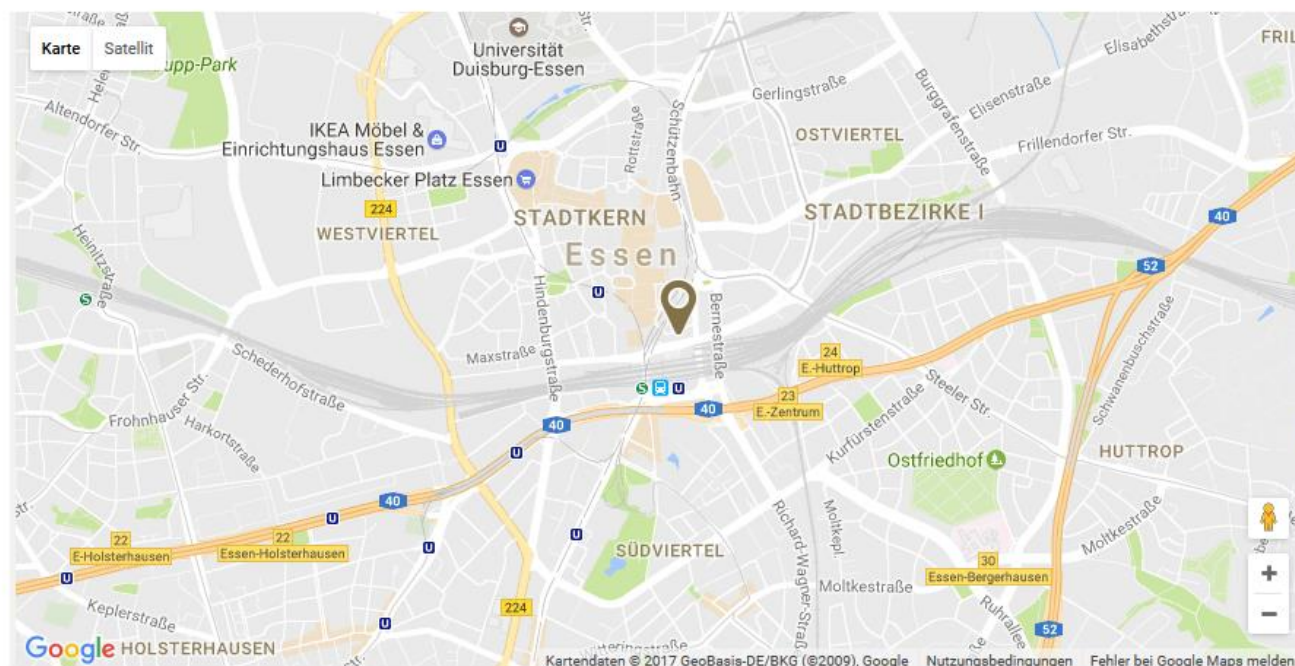 Karte Satellit
Universität
Duisburg-Essen
Altendorfer Str.
IKEA Möbel &
Einrichtungshaus Essen
U
Limbecker Platz Essen
Rottstraße
Schützenbahn
Gerlingstraße
Elisenstraße
Burggrafenstraße
OSTVIERTEL
Frillendorfer Str.
224
WESTVIERTEL
STADTKERN
Essen
STADTBEZIRKE I
40
52
Heinitzstraße
S
U
Hindenburgstraße
Bernestraße
Maxstraße
Schederhofstraße
24
E.-Huttrop
Steeler Str.
Schwanenbuschstraße
S U
23
E.-Zentrum
40
40
Frohnhauser Str.
Harkortstraße
Kurfürstenstraße
HUTTROP
Ostfriedhof
U
40
U
22
E-Holsterhausen
22
Essen-Holsterhausen
U
U
SÜDVIERTEL
Richard-Wagner-Straß
Moltkepl.
Moltkestraße
30
Essen-Bergerhausen
Moltkestraße
U
Keplerstraße
224
U
Ruhrallee
52
+
−
Google
HOLSTERHAUSEN
Witteringstraße
Kartendaten © 2017 GeoBasis-DE/BKG (©2009), Google Nutzungsbedingungen Fehler bei Google Maps melden